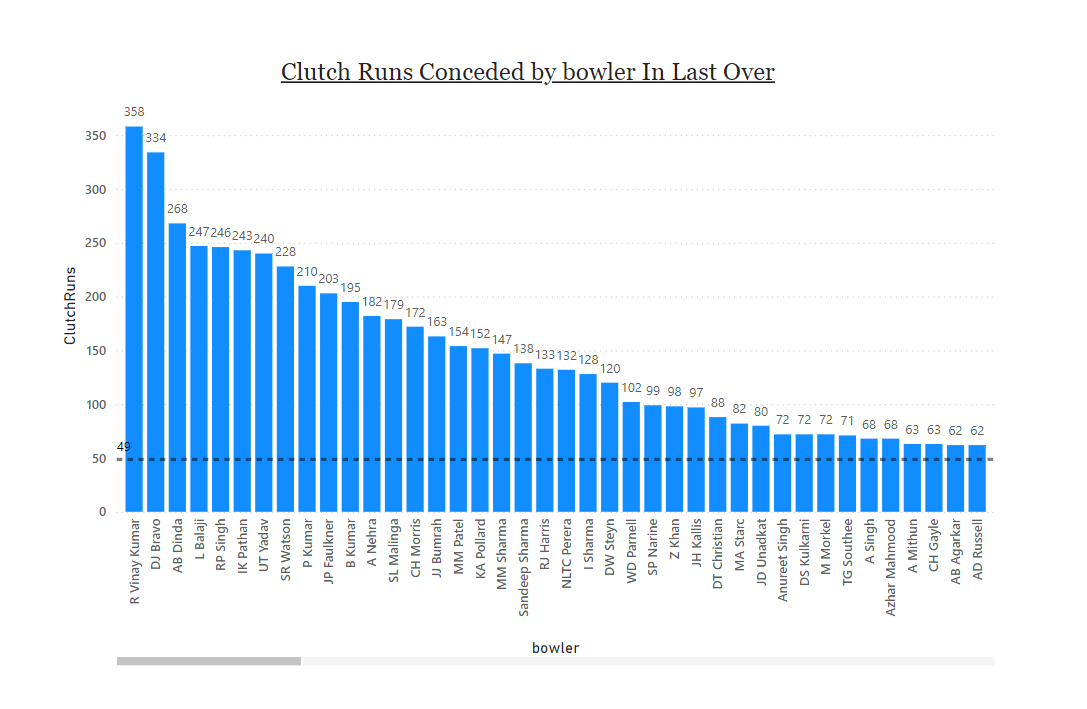 Clutch Runs Conceded by bowler In Last Over
ClutchRuns
350
300
250
200
150
100
50
0
49
358
334
268
247
246
243
240
228
210
203
195
182
179
172
163
154
152
147
138
133
132
128
120
102
99
98
97
88
82
80
72
72
72
71
68
68
63
63
62
62
R Vinay Kumar
DJ Bravo
AB Dinda
L Balaji
RP Singh
IK Pathan
UT Yadav
SR Watson
P Kumar
JP Faulkner
B Kumar
A Nehra
SL Malinga
CH Morris
JJ Bumrah
MM Patel
KA Pollard
MM Sharma
Sandeep Sharma
RJ Harris
NLTC Perera
I Sharma
DW Steyn
WD Parnell
SP Narine
Z Khan
JH Kallis
DT Christian
MA Starc
JD Unadkat
Anureet Singh
DS Kulkarni
M Morkel
TG Southee
A Singh
Azhar Mahmood
A Mithun
CH Gayle
AB Agarkar
AD Russell
bowler